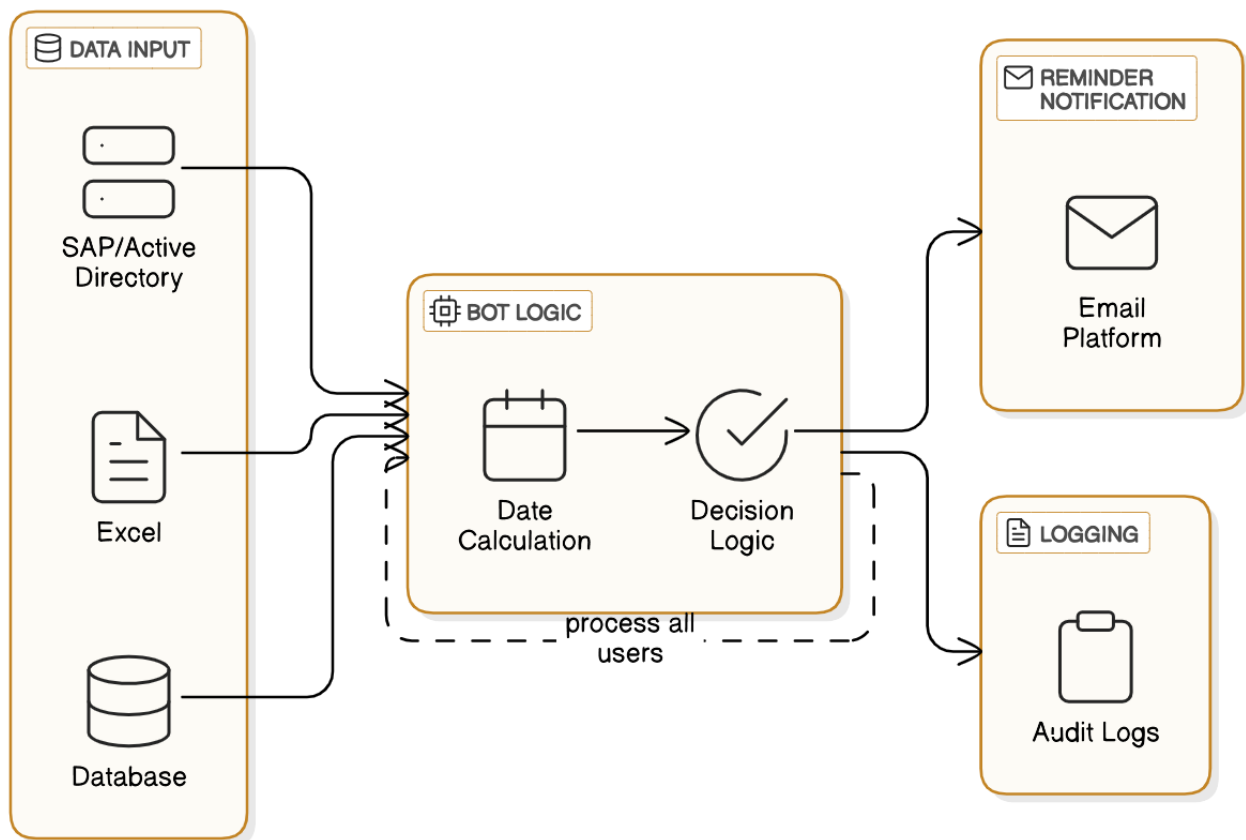 DATA INPUT
SAP/Active
Directory
Excel
Database
BOT LOGIC
Date
Calculation
Decision
Logic
process all
users
REMINDER
NOTIFICATION
Email
Platform
LOGGING
Audit Logs